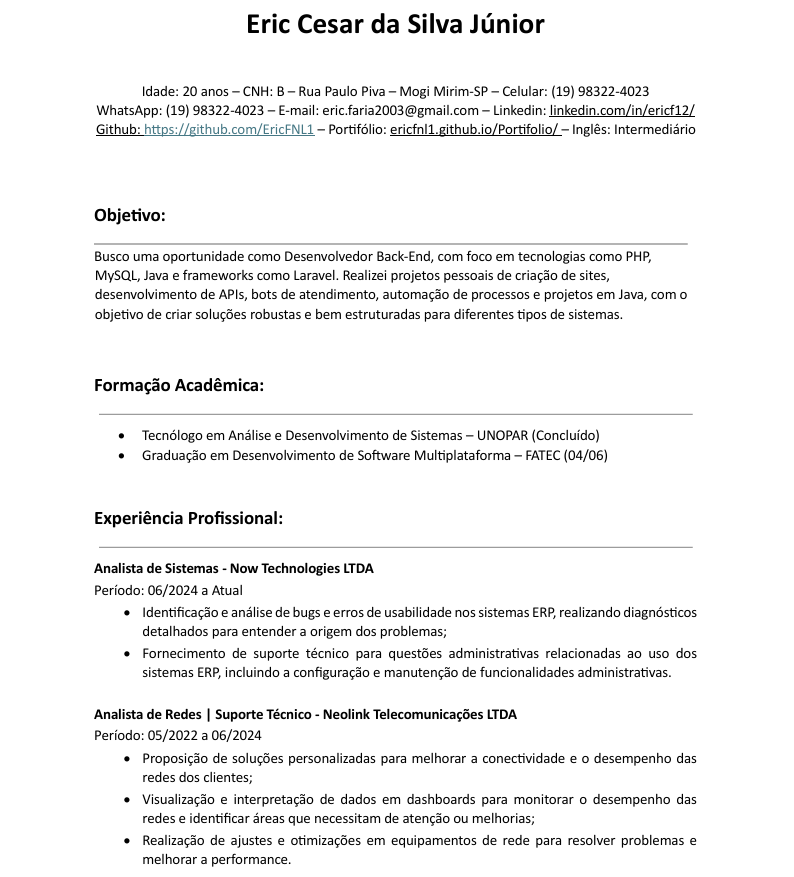 Eric Cesar da Silva Júnior
Idade: 20 anos – CNH: B – Rua Paulo Piva – Mogi Mirim-SP – Celular: (19) 98322-4023
WhatsApp: (19) 98322-4023 – E-mail: eric.faria2003@gmail.com – Linkedin: linkedin.com/in/ericf12/
Github: https://github.com/EricFNL1 – Portifólio: ericfnl1.github.io/Portifolio/ – Inglês: Intermediário
Objetivo:
Busco uma oportunidade como Desenvolvedor Back-End, com foco em tecnologias como PHP,
MySQL, Java e frameworks como Laravel. Realizei projetos pessoais de criação de sites,
desenvolvimento de APIs, bots de atendimento, automação de processos e projetos em Java, com o
objetivo de criar soluções robustas e bem estruturadas para diferentes tipos de sistemas.
Formação Acadêmica:
• Tecnólogo em Análise e Desenvolvimento de Sistemas – UNOPAR (Concluído)
• Graduação em Desenvolvimento de Software Multiplataforma – FATEC (04/06)
Experiência Profissional:
Analista de Sistemas - Now Technologies LTDA
Período: 06/2024 a Atual
• Identificação e análise de bugs e erros de usabilidade nos sistemas ERP, realizando diagnósticos
detalhados para entender a origem dos problemas;
• Fornecimento de suporte técnico para questões administrativas relacionadas ao uso dos
sistemas ERP, incluindo a configuração e manutenção de funcionalidades administrativas.
Analista de Redes | Suporte Técnico - Neolink Telecomunicações LTDA
Período: 05/2022 a 06/2024
• Proposição de soluções personalizadas para melhorar a conectividade e o desempenho das
redes dos clientes;
• Visualização e interpretação de dados em dashboards para monitorar o desempenho das
redes e identificar áreas que necessitam de atenção ou melhorias;
• Realização de ajustes e otimizações em equipamentos de rede para resolver problemas e
melhorar a performance.